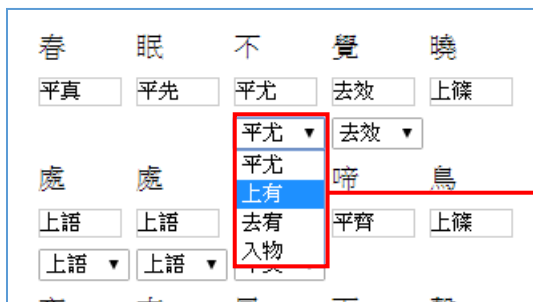 春 眠 不 覺 曉
平真 平先 平尤 去效 上篠
平尤 去效
平尤
上有
去宥
入物
處 處 啼 鳥
上語 上語 平齊 上篠
上語 上語